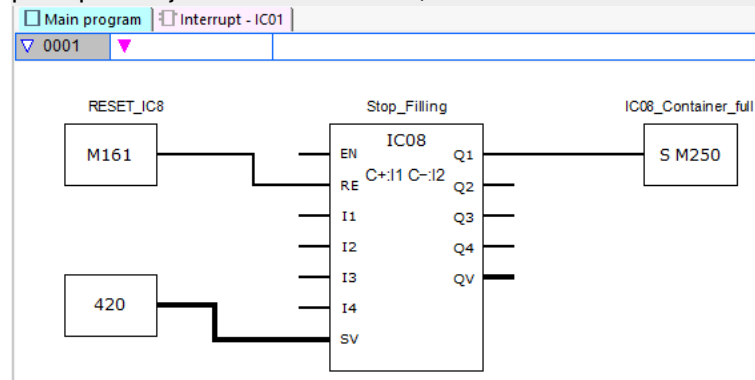 Main program Interrupt - IC01
0001
RESET_IC8 Stop_Filling IC08_Container_full
M161 IC08 S M250
C+:I1 C−:I2
EN Q1
RE Q2
I1 Q3
I2 Q4
I3 QV
I4
SV
420